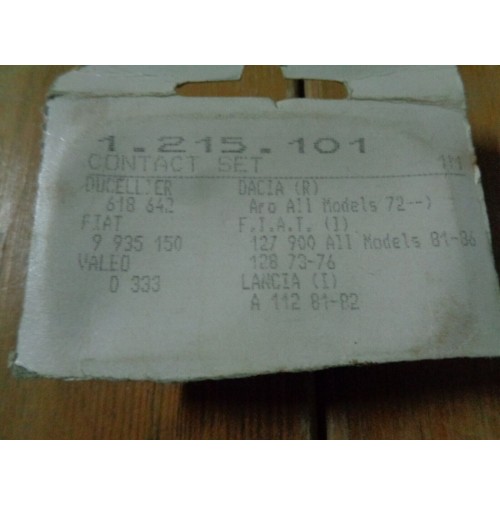 1.215.101
CONTACT SET
DUCELLIER DACIA (R)
618 642 Aro All Models 72--)
FIAT F.I.A.T. (I)
9 935 150 127 900 All Models 81-86
VALEO 128 73-76
D 333 LANCIA (I)
A 112 81-82